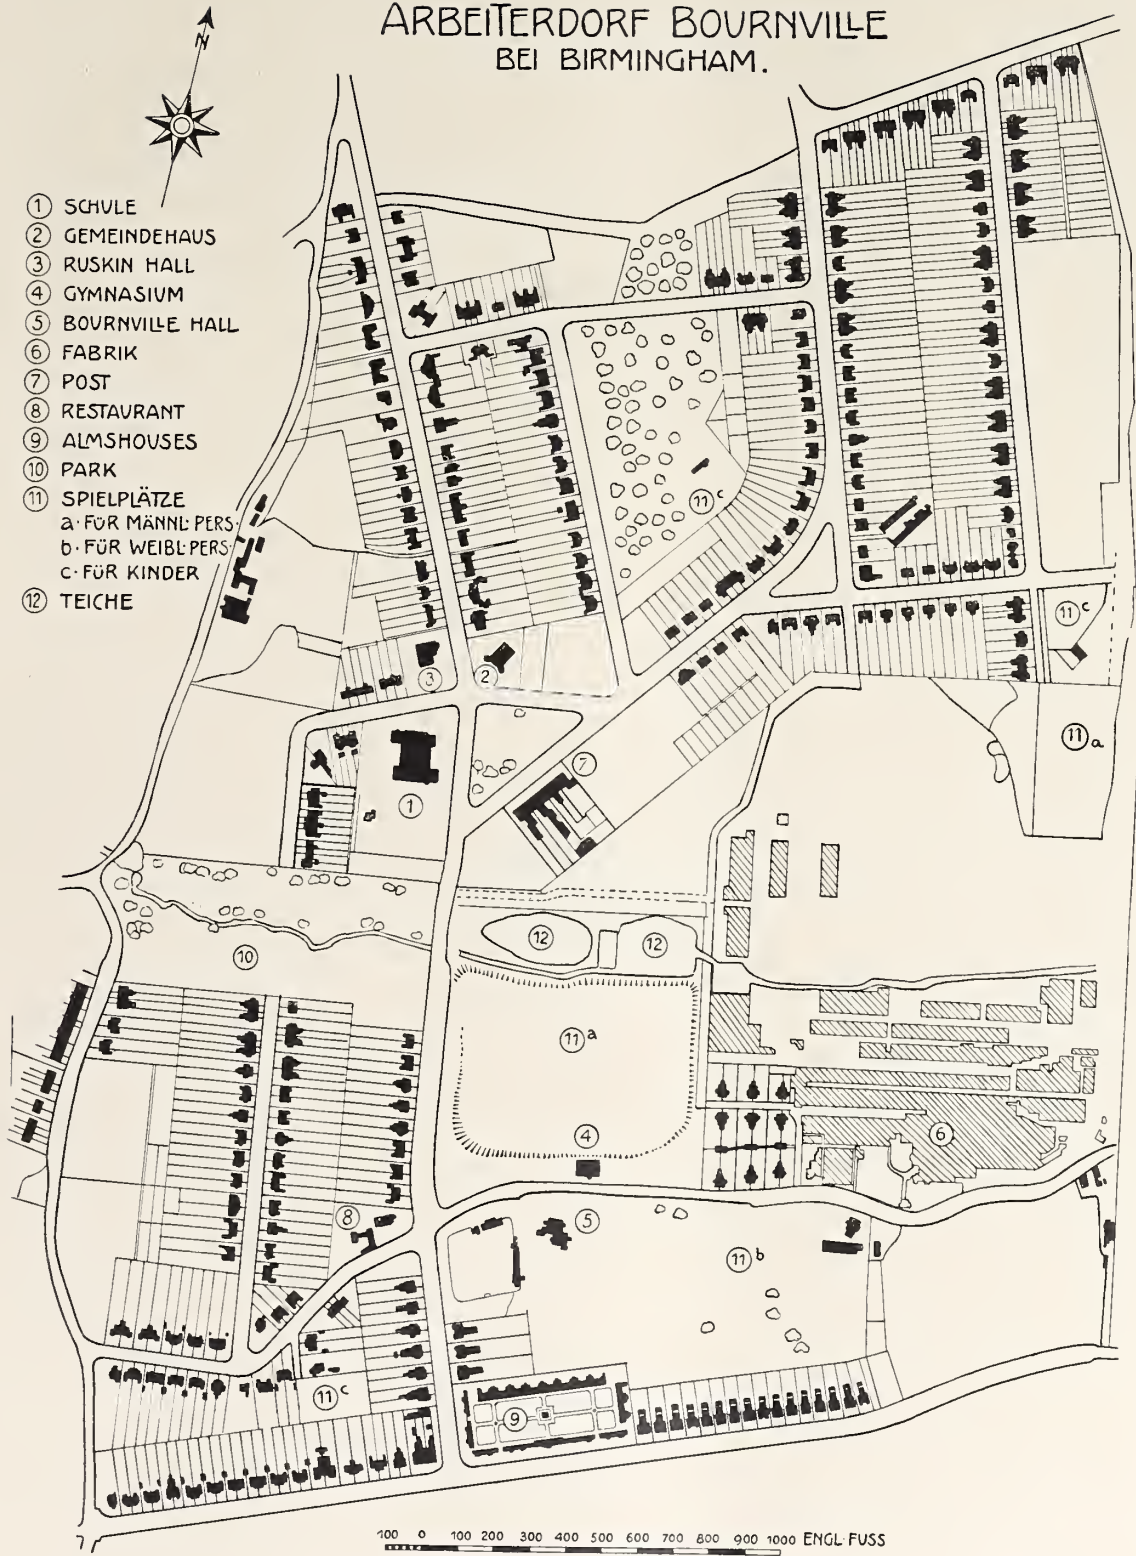 ARBEITERDORF BOURNVILLE
BEI BIRMINGHAM.
N
① SCHULE
② GEMEINDEHAUS
③ RUSKIN HALL
④ GYMNASIUM
⑤ BOURNVILLE HALL
⑥ FABRIK
⑦ POST
⑧ RESTAURANT
⑨ ALMSHOUSES
⑩ PARK
⑪ SPIELPLÄTZE
a· FÜR MÄNNL· PERS·
b· FÜR WEIBL· PERS·
c· FÜR KINDER
⑫ TEICHE
⑪ c
⑪ c
③
②
⑪ a
⑦
①
⑫
⑫
⑩
⑪ a
④
⑥
⑧
⑤
⑪ b
⑪ c
⑨
100 0 100 200 300 400 500 600 700 800 900 1000 ENGL· FUSS